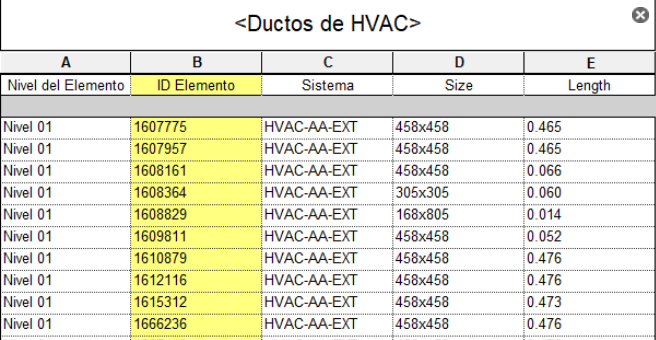 <Ductos de HVAC>
A B C D E
Nivel del Elemento ID Elemento Sistema Size Length
Nivel 01 1607775 HVAC-AA-EXT 458x458 0.465
Nivel 01 1607957 HVAC-AA-EXT 458x458 0.465
Nivel 01 1608161 HVAC-AA-EXT 458x458 0.066
Nivel 01 1608364 HVAC-AA-EXT 305x305 0.060
Nivel 01 1608829 HVAC-AA-EXT 168x805 0.014
Nivel 01 1609811 HVAC-AA-EXT 458x458 0.052
Nivel 01 1610879 HVAC-AA-EXT 458x458 0.476
Nivel 01 1612116 HVAC-AA-EXT 458x458 0.476
Nivel 01 1615312 HVAC-AA-EXT 458x458 0.473
Nivel 01 1666236 HVAC-AA-EXT 458x458 0.476